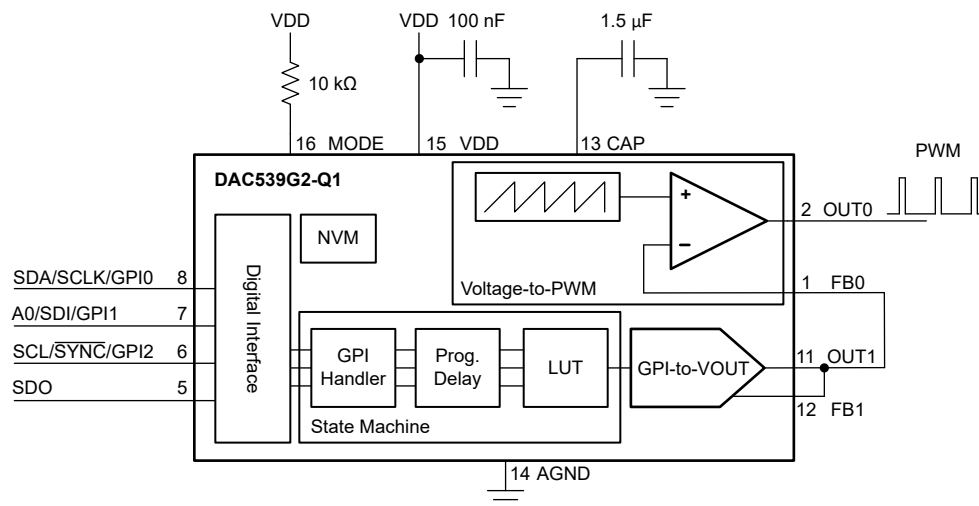 VDD
VDD 100 nF
1.5 µF
10 kΩ
16 MODE
15 VDD
13 CAP
PWM
DAC539G2-Q1
NVM
+
−
2 OUT0
Voltage-to-PWM
1 FB0
SDA/SCLK/GPI0 8
A0/SDI/GPI1 7
SCL/SYNC/GPI2 6
SDO 5
Digital Interface
GPI
Handler
Prog.
Delay
LUT
State Machine
GPI-to-VOUT
11 OUT1
12 FB1
14 AGND